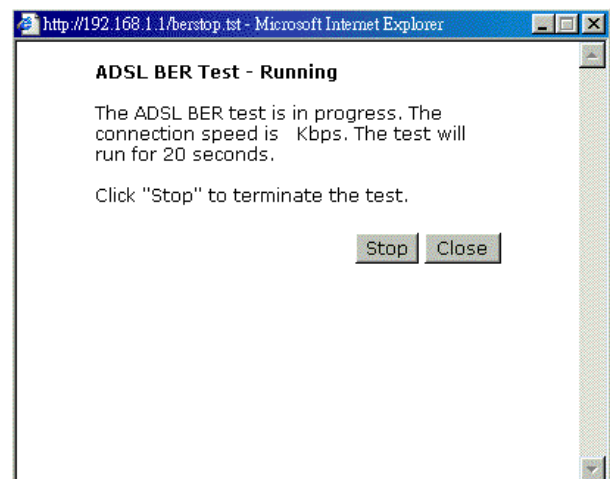 http://192.168.1.1/berstop.tst - Microsoft Internet Explorer
ADSL BER Test - Running
The ADSL BER test is in progress. The
connection speed is   Kbps. The test will
run for 20 seconds.
Click "Stop" to terminate the test.
Stop Close